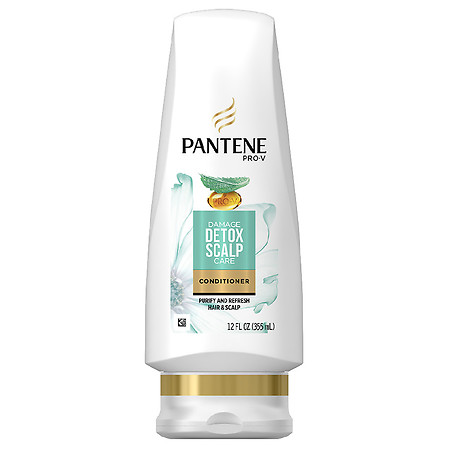 PANTENE
PRO-V
PRO-V
DAMAGE
DETOX
SCALP
CARE
CONDITIONER
PURIFY AND REFRESH
HAIR & SCALP
12 FL OZ (355 mL)